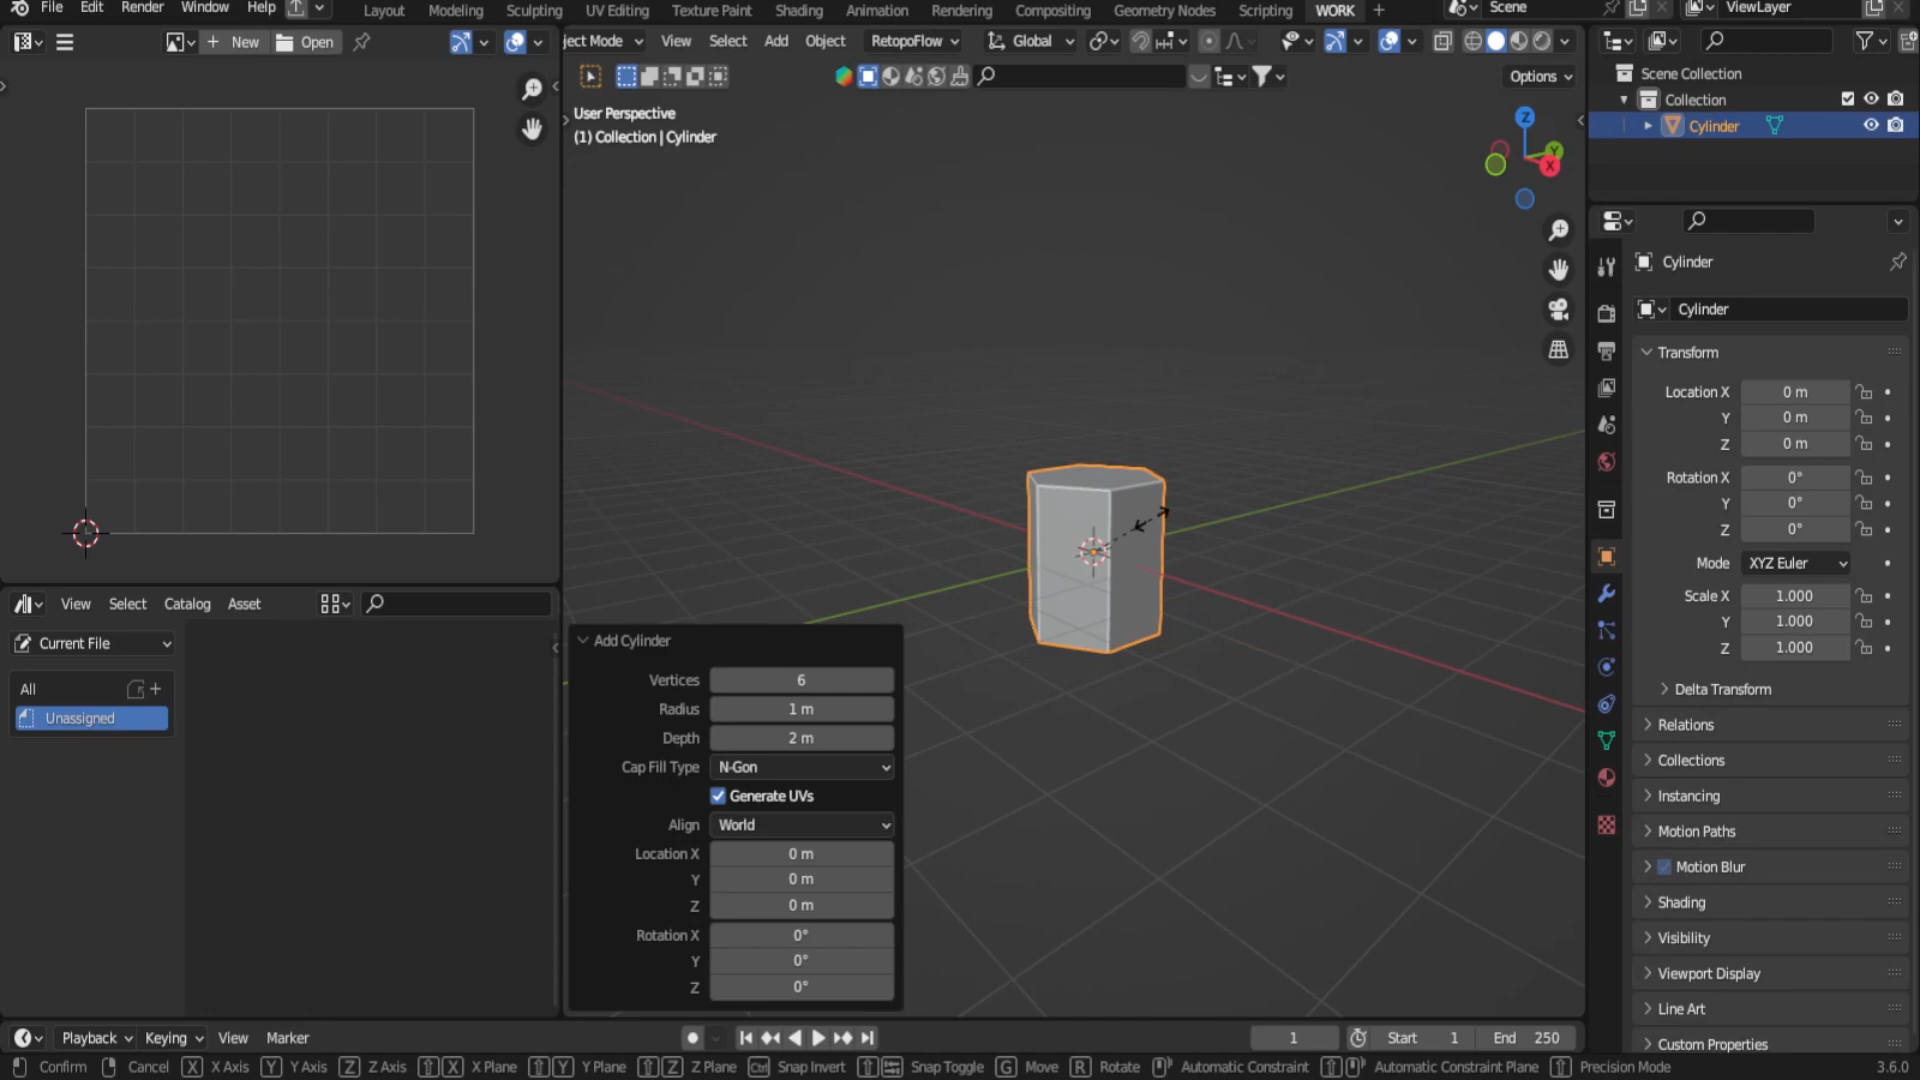 File Edit Render Window Help
Layout Modeling Sculpting UV Editing Texture Paint Shading Animation Rendering Compositing Geometry Nodes Scripting WORK +
Scene
ViewLayer
+ New Open
ject Mode View Select Add Object RetopoFlow Global
Options
User Perspective
(1) Collection | Cylinder
Z
Y
X
Scene Collection
Collection
Cylinder
Cylinder
Cylinder
Transform
Location X 0 m
Y 0 m
Z 0 m
Rotation X 0°
Y 0°
Z 0°
Mode XYZ Euler
Scale X 1.000
Y 1.000
Z 1.000
Delta Transform
Relations
Collections
Instancing
Motion Paths
Motion Blur
Shading
Visibility
Viewport Display
Line Art
Custom Properties
View Select Catalog Asset
Current File
All
Unassigned
Add Cylinder
Vertices 6
Radius 1 m
Depth 2 m
Cap Fill Type N-Gon
Generate UVs
Align World
Location X 0 m
Y 0 m
Z 0 m
Rotation X 0°
Y 0°
Z 0°
Playback Keying View Marker
1 Start 1 End 250
Confirm Cancel X X Axis Y Y Axis Z Z Axis X X Plane Y Y Plane Z Z Plane Ctrl Snap Invert Snap Toggle G Move R Rotate Automatic Constraint Automatic Constraint Plane Precision Mode 3.6.0